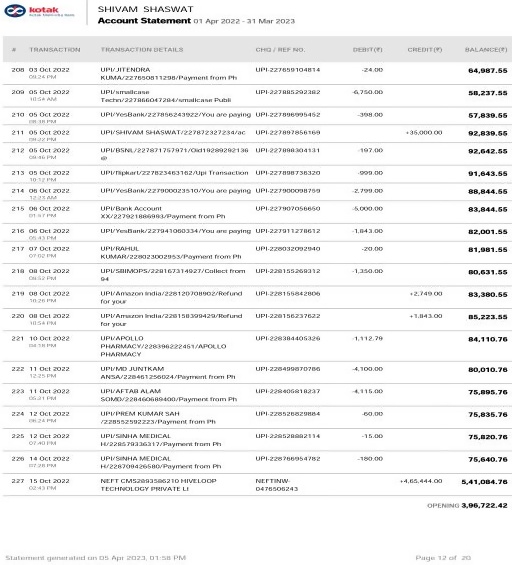 kotak
Kotak Mahindra Bank
SHIVAM SHASWAT
Account Statement 01 Apr 2022 - 31 Mar 2023
# TRANSACTION TRANSACTION DETAILS CHQ / REF NO. DEBIT(₹) CREDIT(₹) BALANCE(₹)
208 03 Oct 2022 UPI/JITENDRA UPI-227659104814 -24.00 64,987.55
09:24 PM KUMA/227650811298/Payment from Ph
209 05 Oct 2022 UPI/smallcase UPI-227885292382 -6,750.00 58,237.55
10:54 AM Techn/227866047284/smallcase Publi
210 05 Oct 2022 UPI/YesBank/227856243922/You are paying UPI-227896995452 -398.00 57,839.55
08:38 PM
211 05 Oct 2022 UPI/SHIVAM SHASWAT/227872327234/ac UPI-227897856169 +35,000.00 92,839.55
09:22 PM
212 05 Oct 2022 UPI/BSNL/227871757971/Oid19289292136 UPI-227898304131 -197.00 92,642.55
09:46 PM @
213 05 Oct 2022 UPI/flipkart/227823463162/Upi Transaction UPI-227898736320 -999.00 91,643.55
10:12 PM
214 06 Oct 2022 UPI/YesBank/227900023510/You are paying UPI-227900098759 -2,799.00 88,844.55
12:23 AM
215 06 Oct 2022 UPI/Bank Account UPI-227907056650 -5,000.00 83,844.55
01:57 PM XX/227921886993/Payment from Ph
216 06 Oct 2022 UPI/YesBank/227941060334/You are paying UPI-227911278612 -1,843.00 82,001.55
05:43 PM
217 07 Oct 2022 UPI/RAHUL UPI-228032092940 -20.00 81,981.55
07:02 PM KUMAR/228023002953/Payment from Ph
218 08 Oct 2022 UPI/SBIMOPS/228167314927/Collect from UPI-228155269312 -1,350.00 80,631.55
09:52 PM 94
219 08 Oct 2022 UPI/Amazon India/228120708902/Refund UPI-228155842806 +2,749.00 83,380.55
10:26 PM for your
220 08 Oct 2022 UPI/Amazon India/228158399429/Refund UPI-228156237622 +1,843.00 85,223.55
10:54 PM for your
221 10 Oct 2022 UPI/APOLLO UPI-228384405326 -1,112.79 84,110.76
04:16 PM PHARMACY/228396222451/APOLLO
PHARMACY
222 11 Oct 2022 UPI/MD JUNTKAM UPI-228499870786 -4,100.00 80,010.76
12:25 PM ANSA/228461256024/Payment from Ph
223 11 Oct 2022 UPI/AFTAB ALAM UPI-228405818237 -4,115.00 75,895.76
05:21 PM SOMD/228460689400/Payment from Ph
224 12 Oct 2022 UPI/PREM KUMAR SAH UPI-228526829884 -60.00 75,835.76
06:24 PM /228552592223/Payment from Ph
225 12 Oct 2022 UPI/SINHA MEDICAL UPI-228528882114 -15.00 75,820.76
07:40 PM H/228579336317/Payment from Ph
226 14 Oct 2022 UPI/SINHA MEDICAL UPI-228766954782 -180.00 75,640.76
07:28 PM H/228709426580/Payment from Ph
227 15 Oct 2022 NEFT CMS2893586210 HIVELOOP NEFTINW- +4,65,444.00 5,41,084.76
02:43 PM TECHNOLOGY PRIVATE LI 0476506243
OPENING 3,96,722.42
Statement generated on 05 Apr 2023, 01:58 PM Page 12 of 20